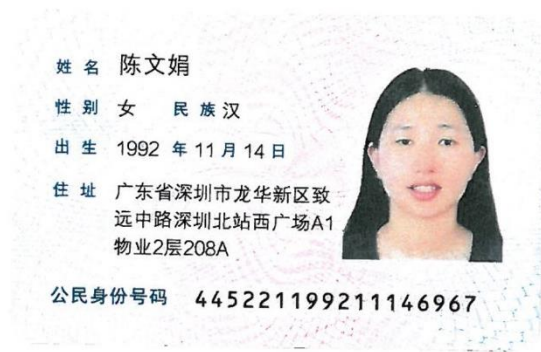 姓名 陈文娟
性别 女 民族 汉
出生 1992 年 11 月 14 日
住址 广东省深圳市龙华新区致
远中路深圳北站西广场A1
物业2层208A
公民身份号码 445221199211146967